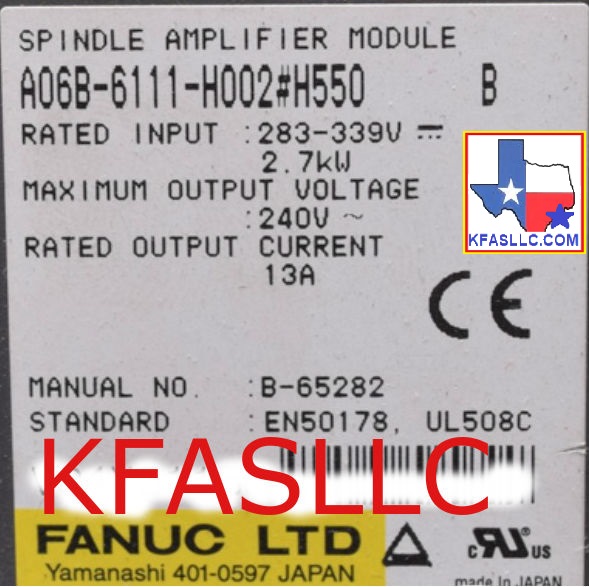 SPINDLE AMPLIFIER MODULE
A06B-6111-H002#H550 B
RATED INPUT :283-339V ⎓
2.7kW
KFASLLC.COM
MAXIMUM OUTPUT VOLTAGE
:240V ~
RATED OUTPUT CURRENT
13A
CE
MANUAL NO. :B-65282
STANDARD :EN50178, UL508C
KFASLLC
FANUC LTD
c RU US
Yamanashi 401-0597 JAPAN
made In JAPAN